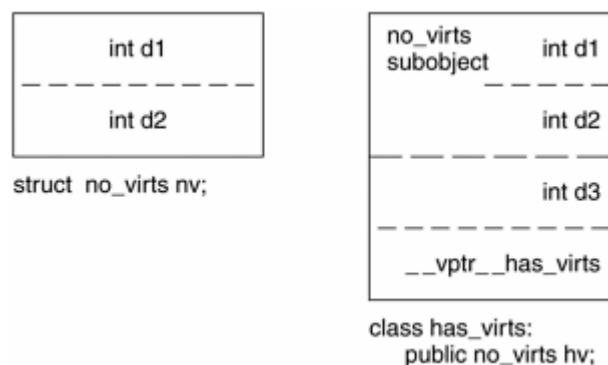 int d1
int d2
struct no_virts nv;
no_virts
subobject
int d1
int d2
int d3
__vptr__has_virts
class has_virts:
public no_virts hv;